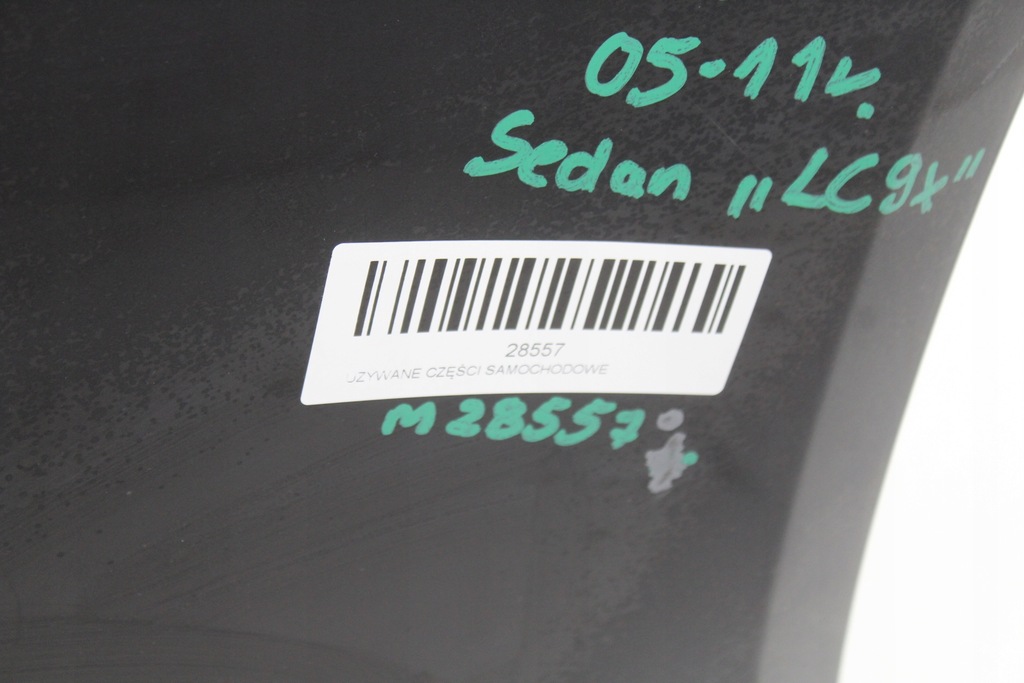 05-11r.
Sedan „LC9x"
28557
UŻYWANE CZĘŚCI SAMOCHODOWE
M28557